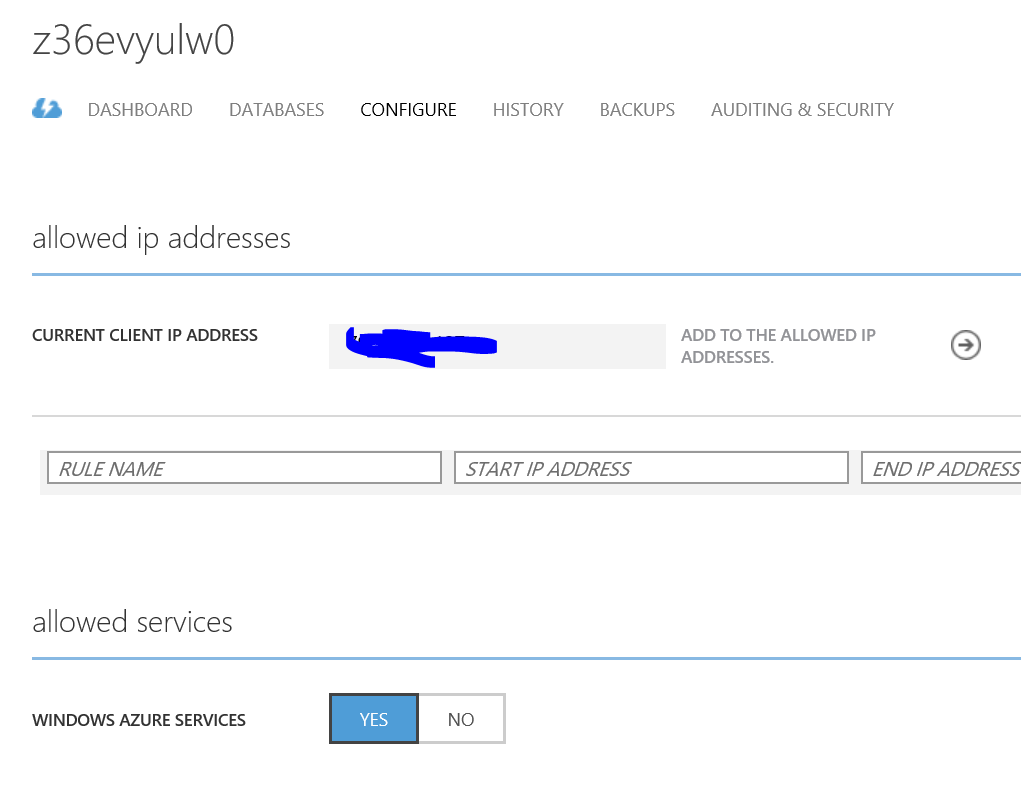 z36evyulw0
DASHBOARD DATABASES CONFIGURE HISTORY BACKUPS AUDITING & SECURITY
allowed ip addresses
CURRENT CLIENT IP ADDRESS
ADD TO THE ALLOWED IP
ADDRESSES.
RULE NAME START IP ADDRESS END IP ADDRESS
allowed services
WINDOWS AZURE SERVICES YES NO